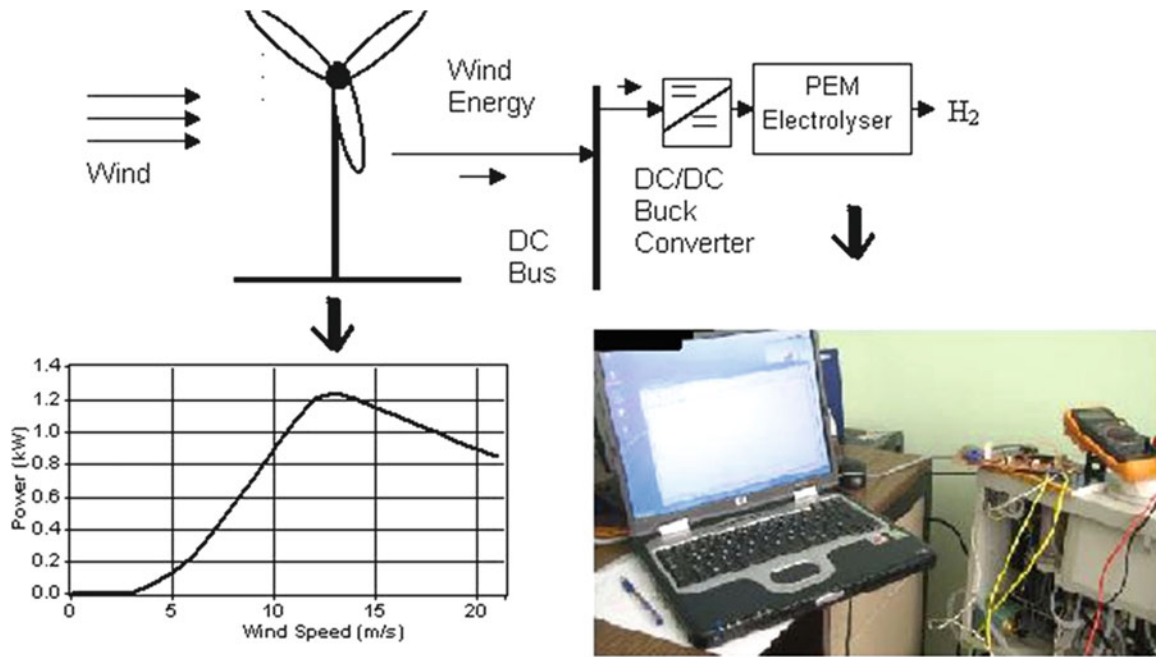 Wind
Wind
Energy
DC
Bus
DC/DC
Buck
Converter
PEM
Electrolyser
H₂
1.4
1.2
1.0
0.8
0.6
0.4
0.2
0.0
Power (kW)
0
5
10
15
20
Wind Speed (m/s)